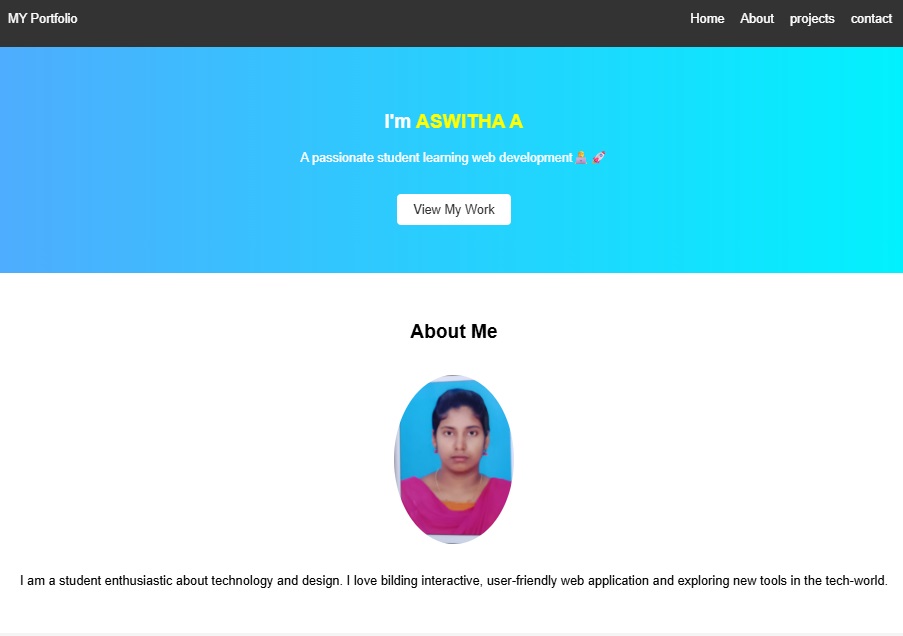 MY Portfolio
Home About projects contact
I'm ASWITHA A
A passionate student learning web development
View My Work
About Me
I am a student enthusiastic about technology and design. I love bilding interactive, user-friendly web application and exploring new tools in the tech-world.